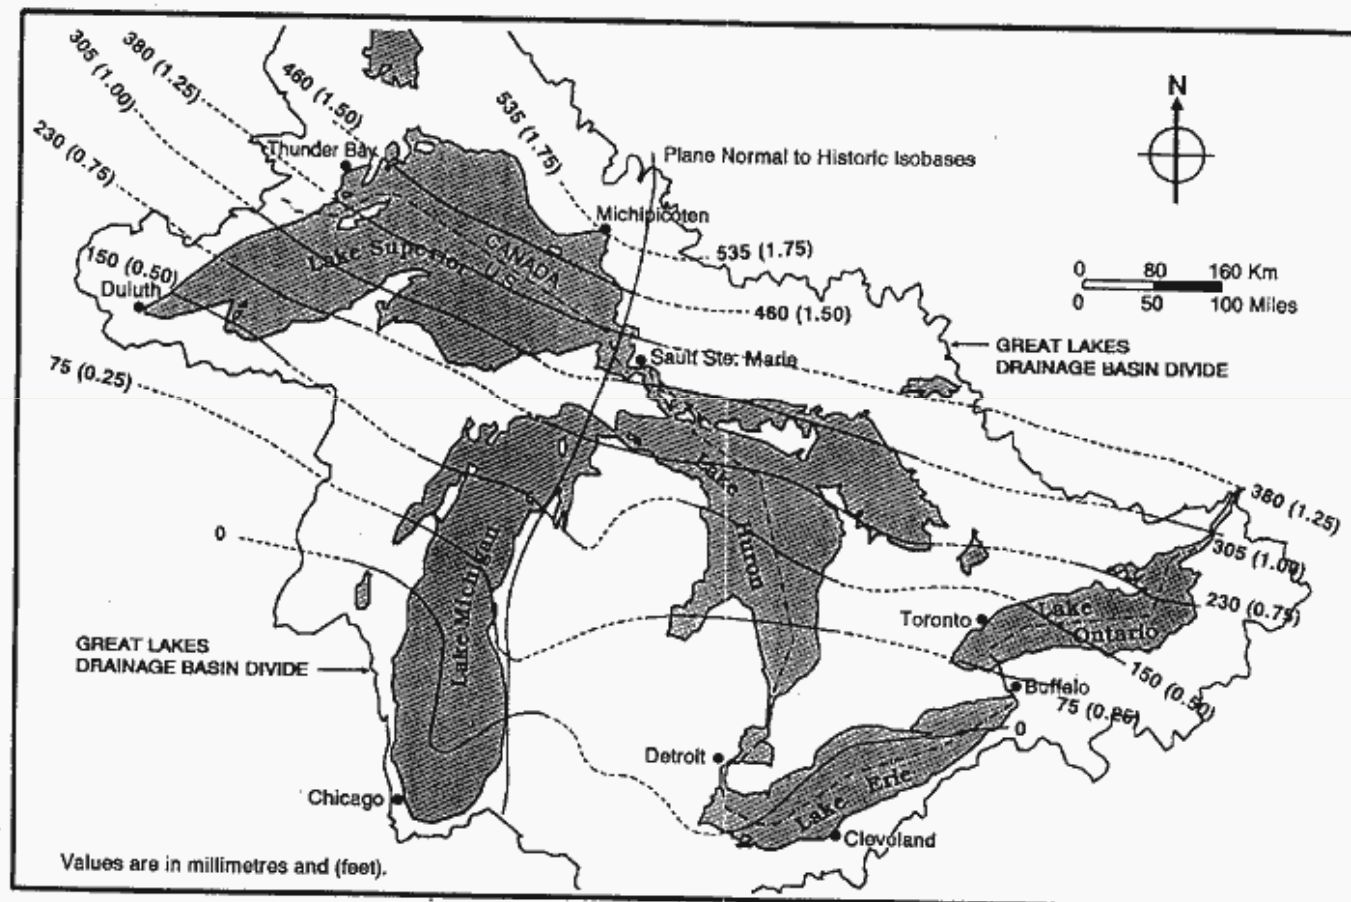 305 (1.00)
380 (1.25)
460 (1.50)
535 (1.75)
230 (0.75)
N
Thunder Bay
Plane Normal to Historic Isobases
Michipicoten
535 (1.75)
150 (0.50)
Duluth
Lake Superior
CANADA
U.S.
0 80 160 Km
0 50 100 Miles
460 (1.50)
GREAT LAKES
DRAINAGE BASIN DIVIDE
Sault Ste. Marie
75 (0.25)
Lake
Huron
380 (1.25)
305 (1.00)
0
Lake Michigan
230 (0.75)
Toronto
Lake
Ontario
GREAT LAKES
DRAINAGE BASIN DIVIDE
150 (0.50)
Buffalo
75 (0.25)
0
Detroit
Chicago
Lake Erie
Cleveland
Values are in millimetres and (feet).